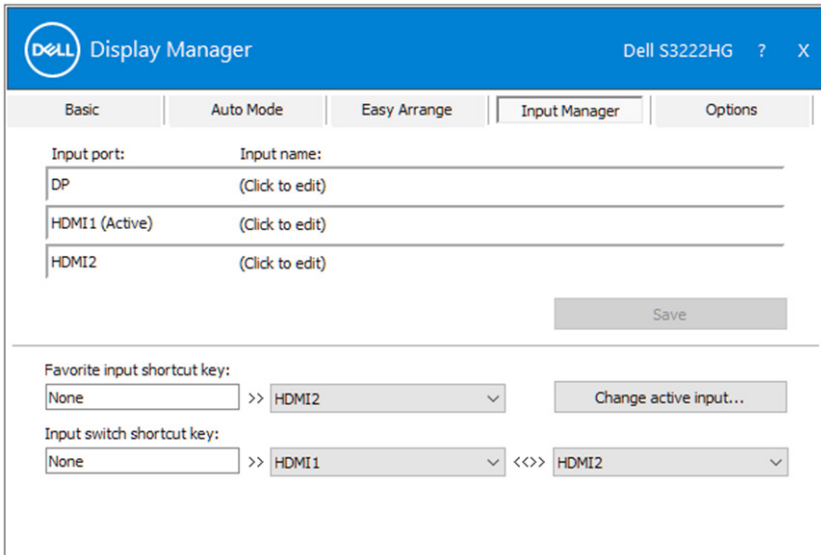 DELL Display Manager Dell S3222HG ? X
Basic Auto Mode Easy Arrange Input Manager Options
Input port: Input name:
DP (Click to edit)
HDMI1 (Active) (Click to edit)
HDMI2 (Click to edit)
Save
Favorite input shortcut key:
None >> HDMI2 Change active input...
Input switch shortcut key:
None >> HDMI1 <<>> HDMI2